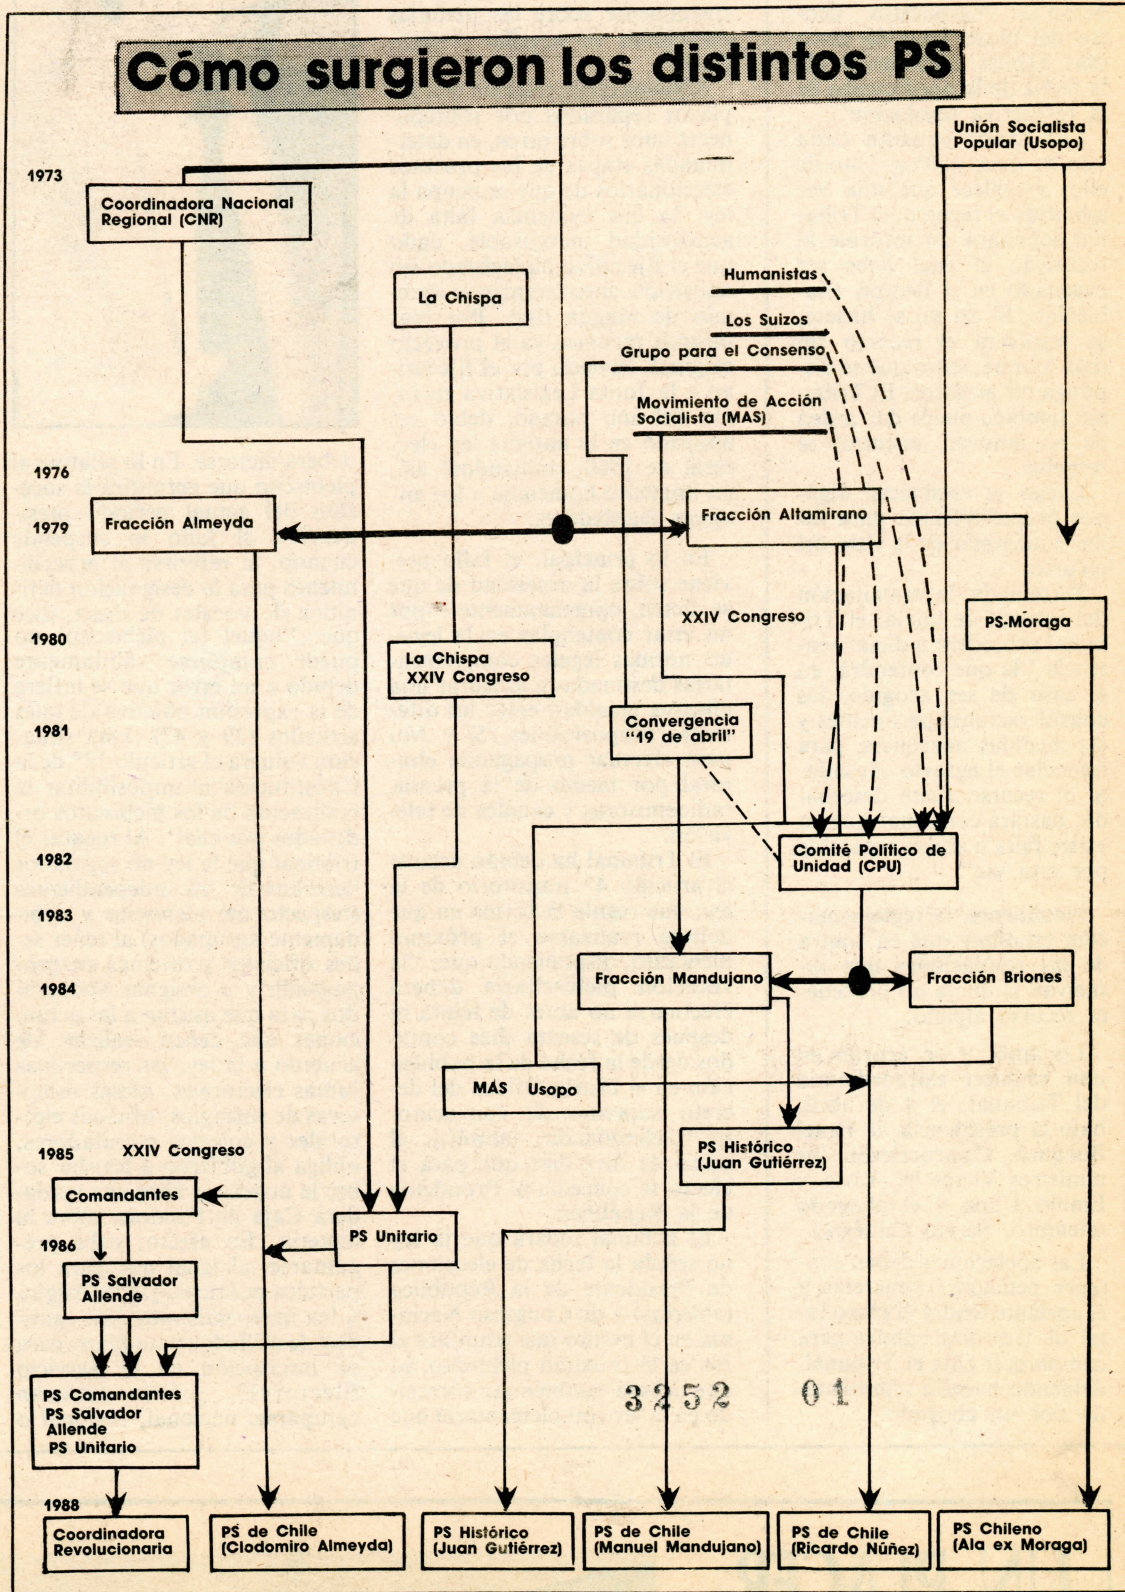 Cómo surgieron los distintos PS
Unión Socialista
Popular (Usopo)
1973
Coordinadora Nacional
Regional (CNR)
La Chispa
Humanistas
Los Suizos
Grupo para el Consenso
Movimiento de Acción
Socialista (MAS)
1976
1979
Fracción Almeyda
Fracción Altamirano
XXIV Congreso
PS-Moraga
1980
La Chispa
XXIV Congreso
1981
Convergencia
"19 de abril"
1982
Comité Político de
Unidad (CPU)
1983
1984
Fracción Mandujano
Fracción Briones
MÁS Usopo
PS Histórico
(Juan Gutiérrez)
1985
XXIV Congreso
Comandantes
PS Unitario
1986
PS Salvador
Allende
PS Comandantes
PS Salvador
Allende
PS Unitario
3252 01
1988
Coordinadora
Revolucionaria
PS de Chile
(Clodomiro Almeyda)
PS Histórico
(Juan Gutiérrez)
PS de Chile
(Manuel Mandujano)
PS de Chile
(Ricardo Núñez)
PS Chileno
(Ala ex Moraga)